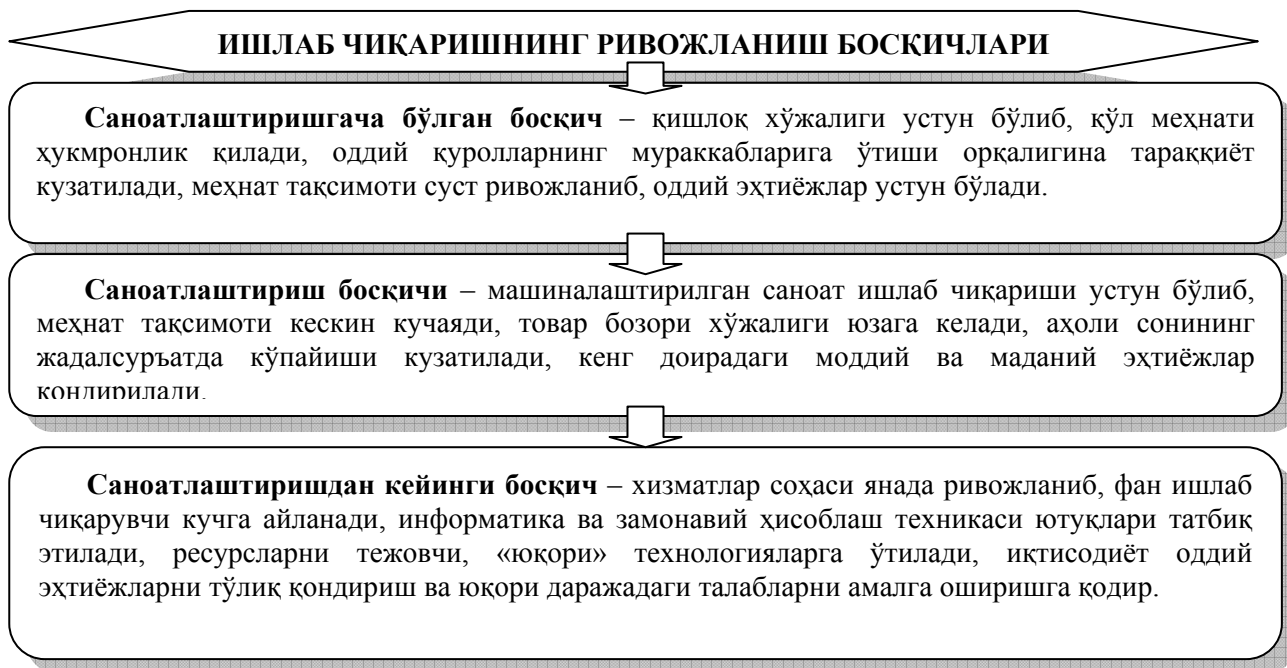 ИШЛАБ ЧИҚАРИШНИНГ РИВОЖЛАНИШ БОСҚИЧЛАРИ
Саноатлаштиришгача бўлган босқич – қишлоқ хўжалиги устун бўлиб, қўл меҳнати
ҳукмронлик қилади, оддий қуролларнинг мураккабларига ўтиши орқалигина тараққиёт
кузатилади, меҳнат тақсимоти суст ривожланиб, оддий эҳтиёжлар устун бўлади.
Саноатлаштириш босқичи – машиналаштирилган саноат ишлаб чиқариши устун бўлиб,
меҳнат тақсимоти кескин кучаяди, товар бозори хўжалиги юзага келади, аҳоли сонининг
жадалсуръатда кўпайиши кузатилади, кенг доирадаги моддий ва маданий эҳтиёжлар
қондирилади.
Саноатлаштиришдан кейинги босқич – хизматлар соҳаси янада ривожланиб, фан ишлаб
чиқарувчи кучга айланади, информатика ва замонавий ҳисоблаш техникаси ютуқлари татбиқ
этилади, ресурсларни тежовчи, «юқори» технологияларга ўтилади, иқтисодиёт оддий
эҳтиёжларни тўлиқ қондириш ва юқори даражадаги талабларни амалга оширишга қодир.